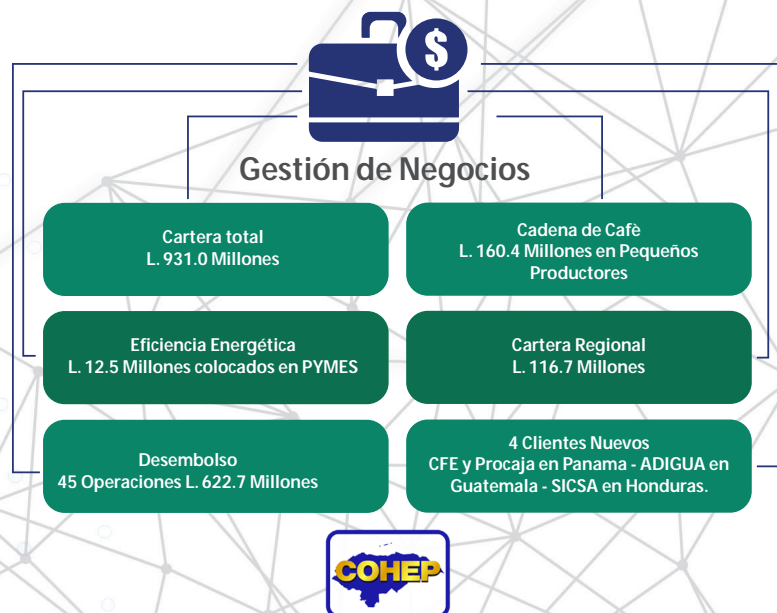 $
Gestión de Negocios
Cartera total
L. 931.0 Millones
Cadena de Cafè
L. 160.4 Millones en Pequeños
Productores
Eficiencia Energética
L. 12.5 Millones colocados en PYMES
Cartera Regional
L. 116.7 Millones
Desembolso
45 Operaciones L. 622.7 Millones
4 Clientes Nuevos
CFE y Procaja en Panama - ADIGUA en
Guatemala - SICSA en Honduras.
COHEP